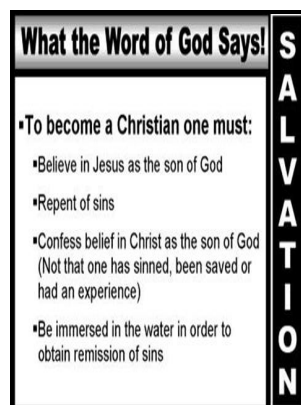 What the Word of God Says!
▪To become a Christian one must:
▪Believe in Jesus as the son of God
▪Repent of sins
▪Confess belief in Christ as the son of God
(Not that one has sinned, been saved or
had an experience)
▪Be immersed in the water in order to
obtain remission of sins
SALVATION